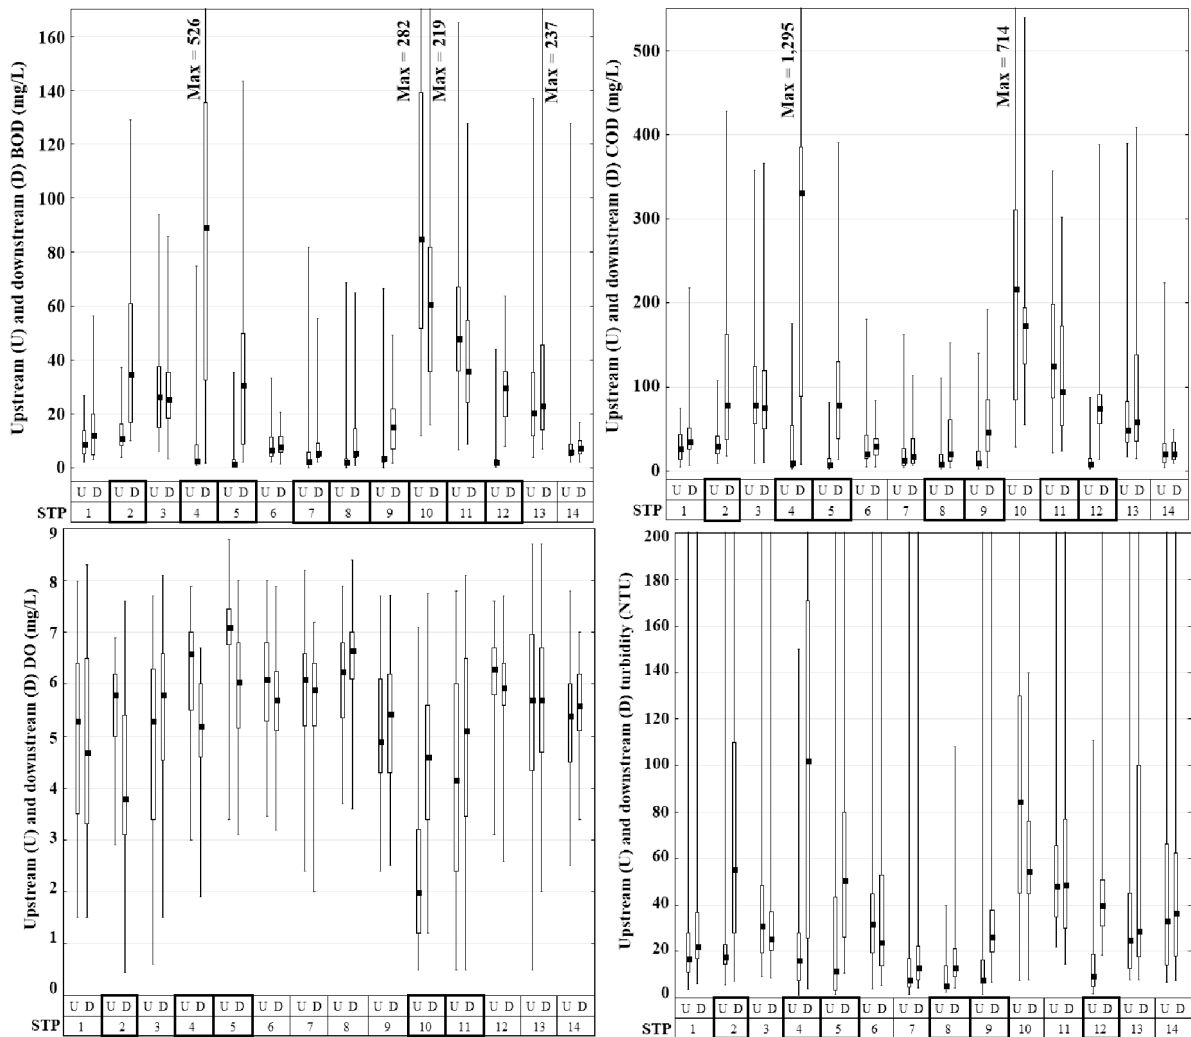 Upstream (U) and downstream (D) BOD (mg/L)
160
140
120
100
80
60
40
20
0
Max = 526
Max = 282
Max = 219
Max = 237
U D U D U D U D U D U D U D U D U D U D U D U D U D U D
STP 1 2 3 4 5 6 7 8 9 10 11 12 13 14
Upstream (U) and downstream (D) COD (mg/L)
500
400
300
200
100
0
Max = 1,295
Max = 714
U D U D U D U D U D U D U D U D U D U D U D U D U D U D
STP 1 2 3 4 5 6 7 8 9 10 11 12 13 14
Upstream (U) and downstream (D) DO (mg/L)
9
8
7
6
5
4
3
2
1
0
U D U D U D U D U D U D U D U D U D U D U D U D U D U D
STP 1 2 3 4 5 6 7 8 9 10 11 12 13 14
Upstream (U) and downstream (D) turbidity (NTU)
200
180
160
140
120
100
80
60
40
20
0
U D U D U D U D U D U D U D U D U D U D U D U D U D U D
STP 1 2 3 4 5 6 7 8 9 10 11 12 13 14